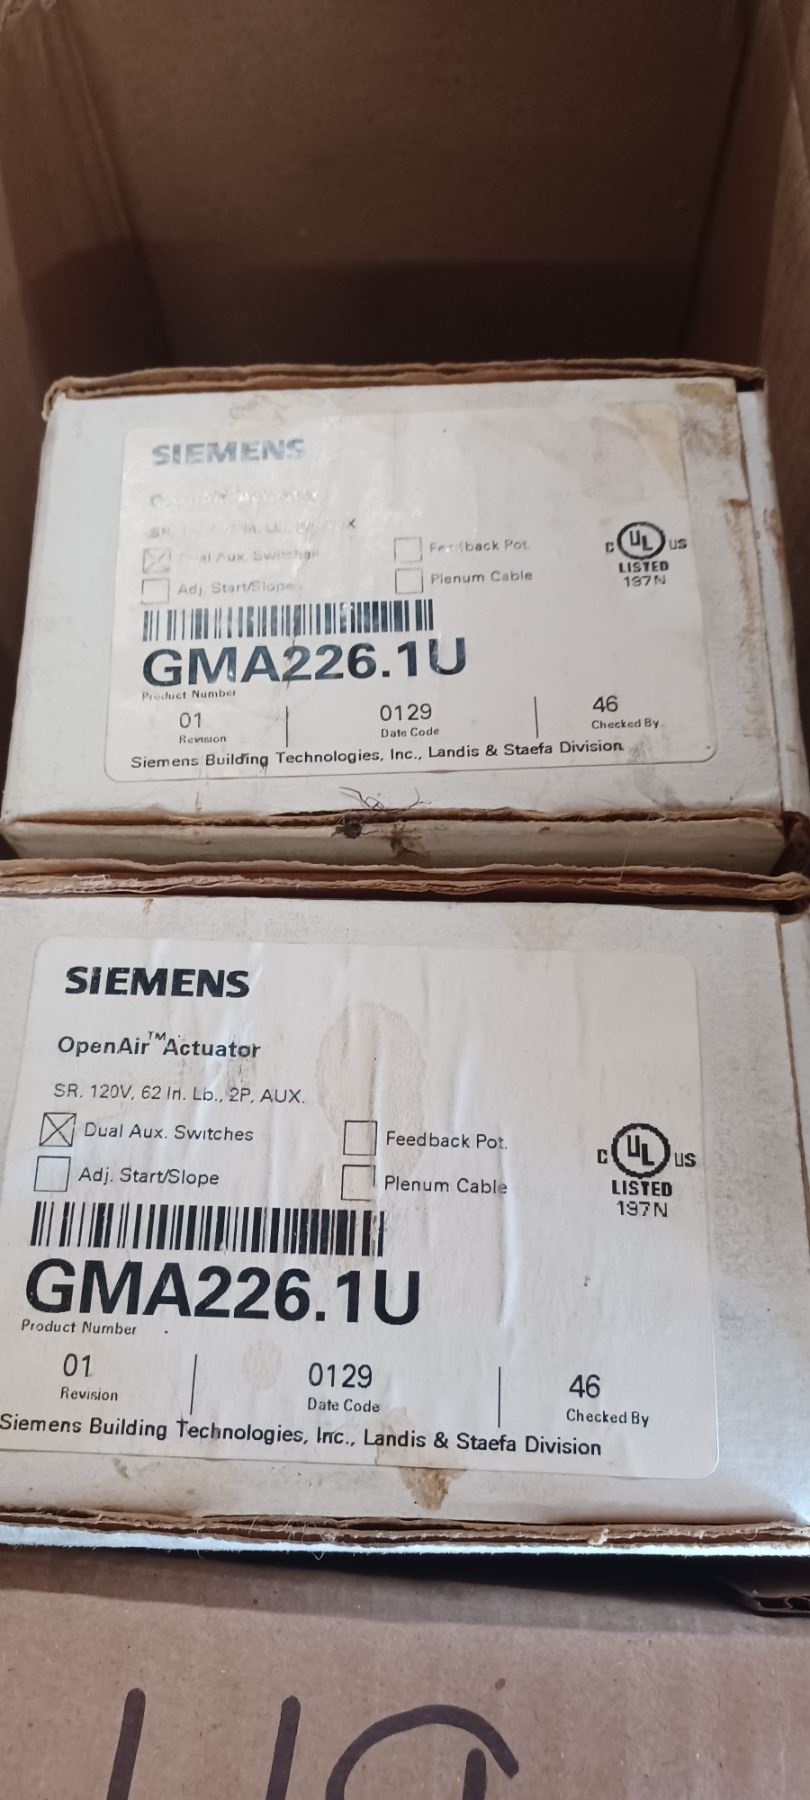 SIEMENS
AUX
Dual Aux. Switches
Feedback Pot.
Adj. Start/Slope
Plenum Cable
C UL US
LISTED
197N
GMA226.1U
Product Number
01
0129
46
Revision
Date Code
Checked By
Siemens Building Technologies, Inc., Landis & Staefa Division
SIEMENS
OpenAir™ Actuator
SR, 120V, 62 In. Lb., 2P, AUX.
Dual Aux. Switches
Feedback Pot.
Adj. Start/Slope
Plenum Cable
C UL US
LISTED
197N
GMA226.1U
Product Number
01
0129
46
Revision
Date Code
Checked By
Siemens Building Technologies, Inc., Landis & Staefa Division